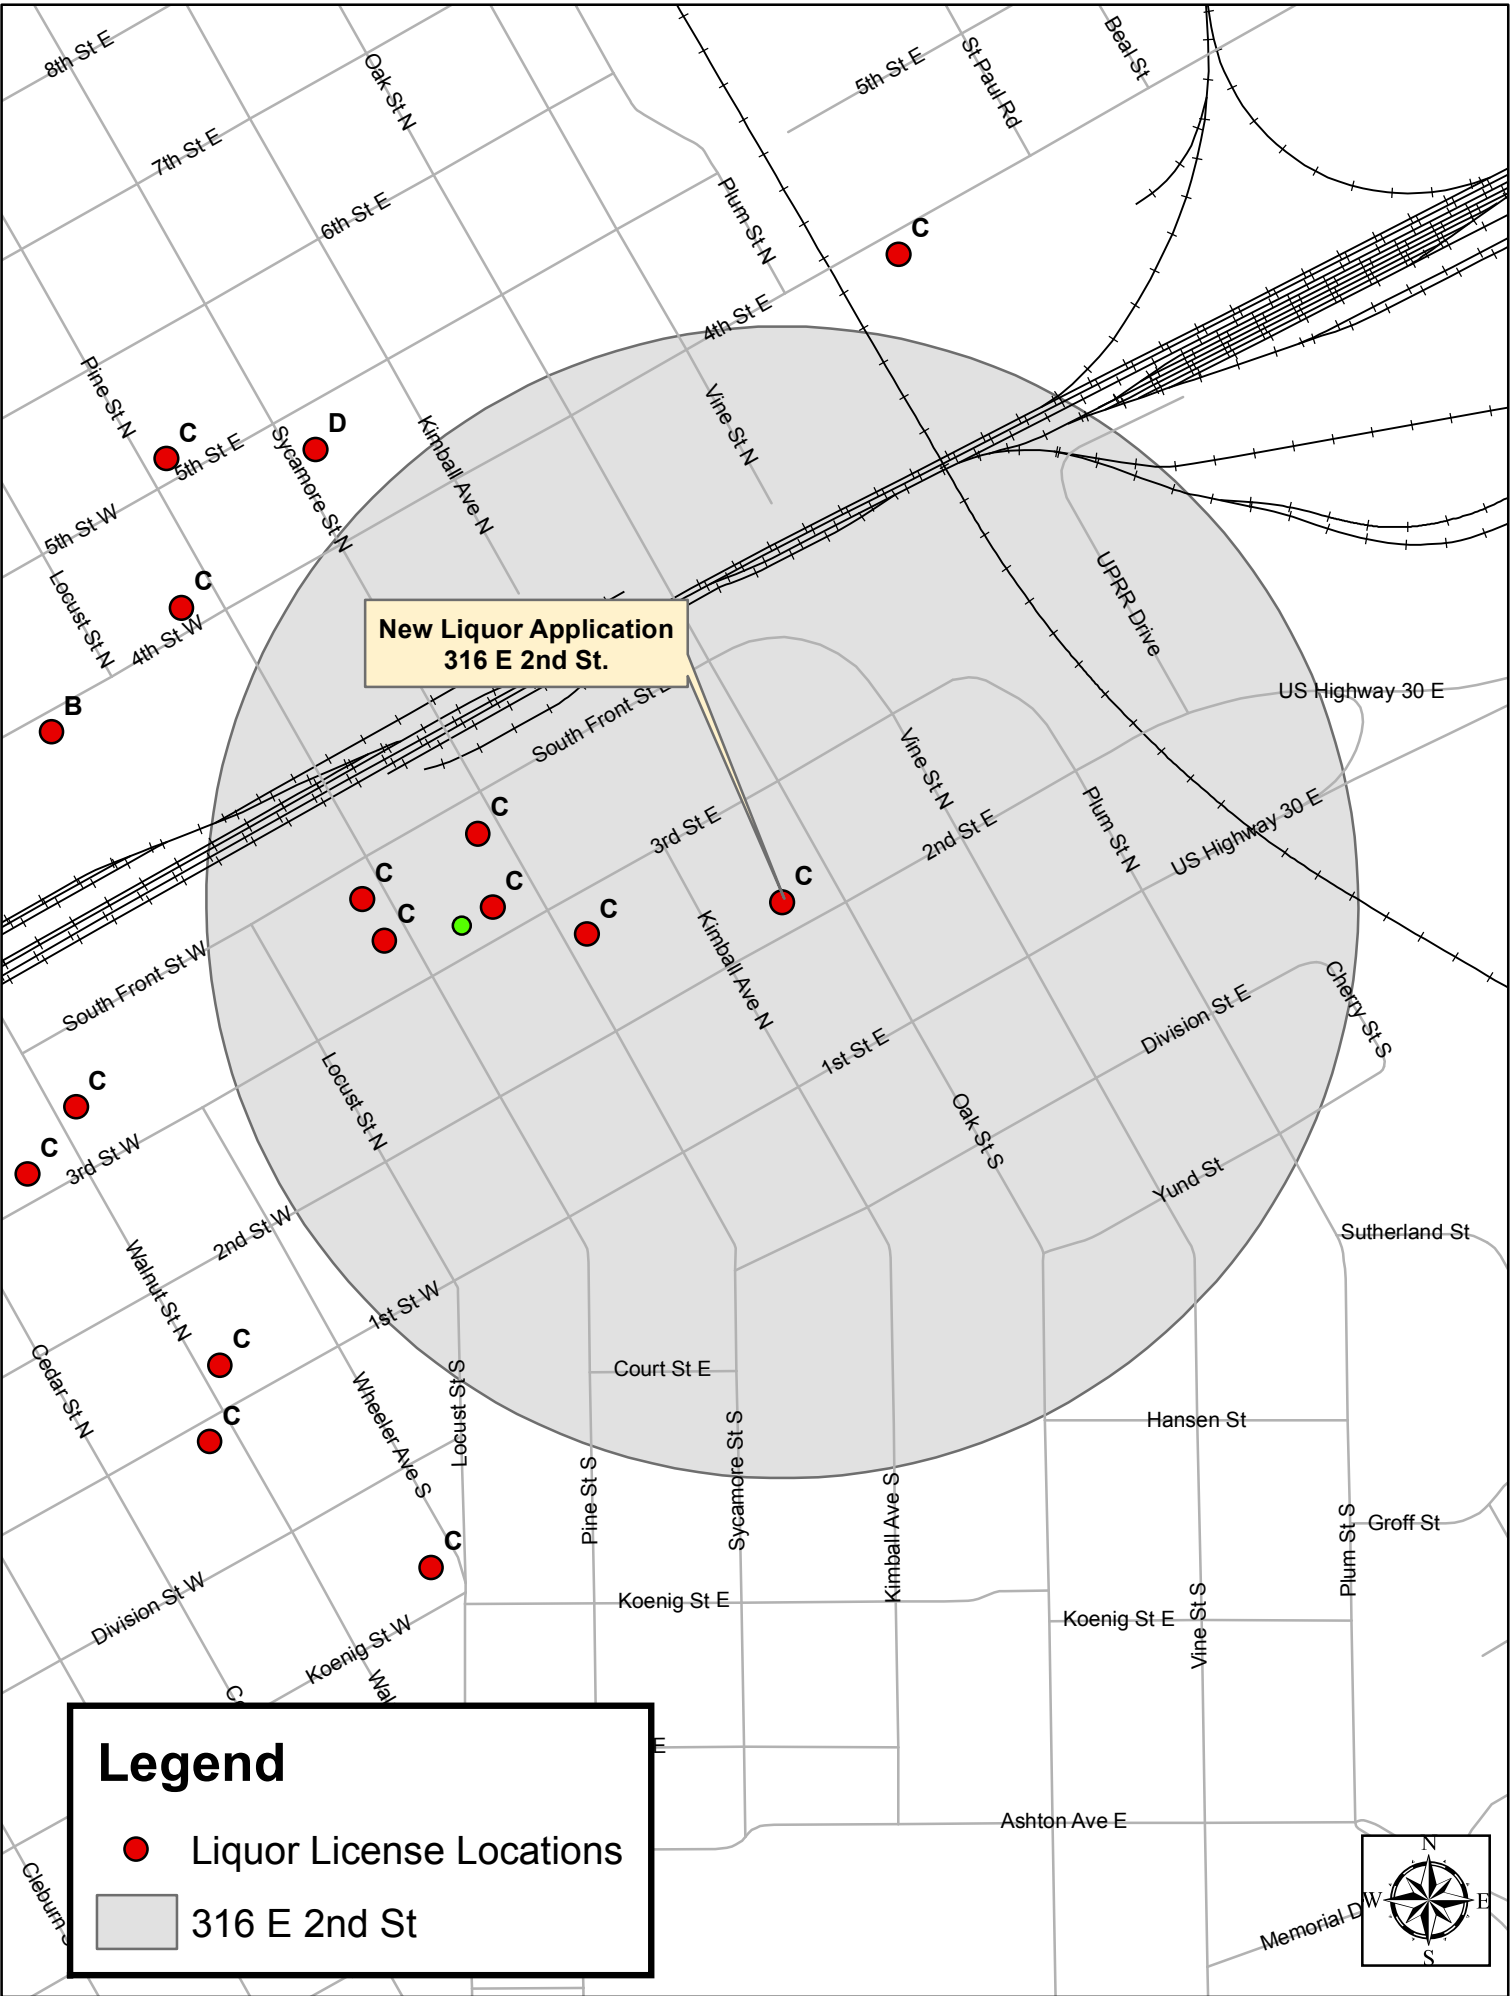 8th St E
Oak St N
5th St E
St Paul Rd
Beal St
7th St E
6th St E
Plum St N
C
4th St E
Pine St N
C
5th St E
D
Sycamore St N
Kimball Ave N
Vine St N
5th St W
Locust St N
C
4th St W
New Liquor Application
316 E 2nd St.
UPRR Drive
B
South Front St E
US Highway 30 E
Vine St N
C
3rd St E
2nd St E
Plum St N
US Highway 30 E
C
C
C
C
C
Kimball Ave N
South Front St W
Cherry St S
Division St E
1st St E
Locust St N
C
Oak St S
C
3rd St W
Yund St
2nd St W
Sutherland St
Walnut St N
1st St W
C
Cedar St N
Court St E
Locust St S
Wheeler Ave S
C
Hansen St
Sycamore St S
Pine St S
Kimball Ave S
Plum St S
Groff St
C
Division St W
Koenig St E
Koenig St E
Vine St S
Koenig St W
Wal
E
Legend
Liquor License Locations
316 E 2nd St
Ashton Ave E
Cleburn S
Memorial D
N
W
E
S